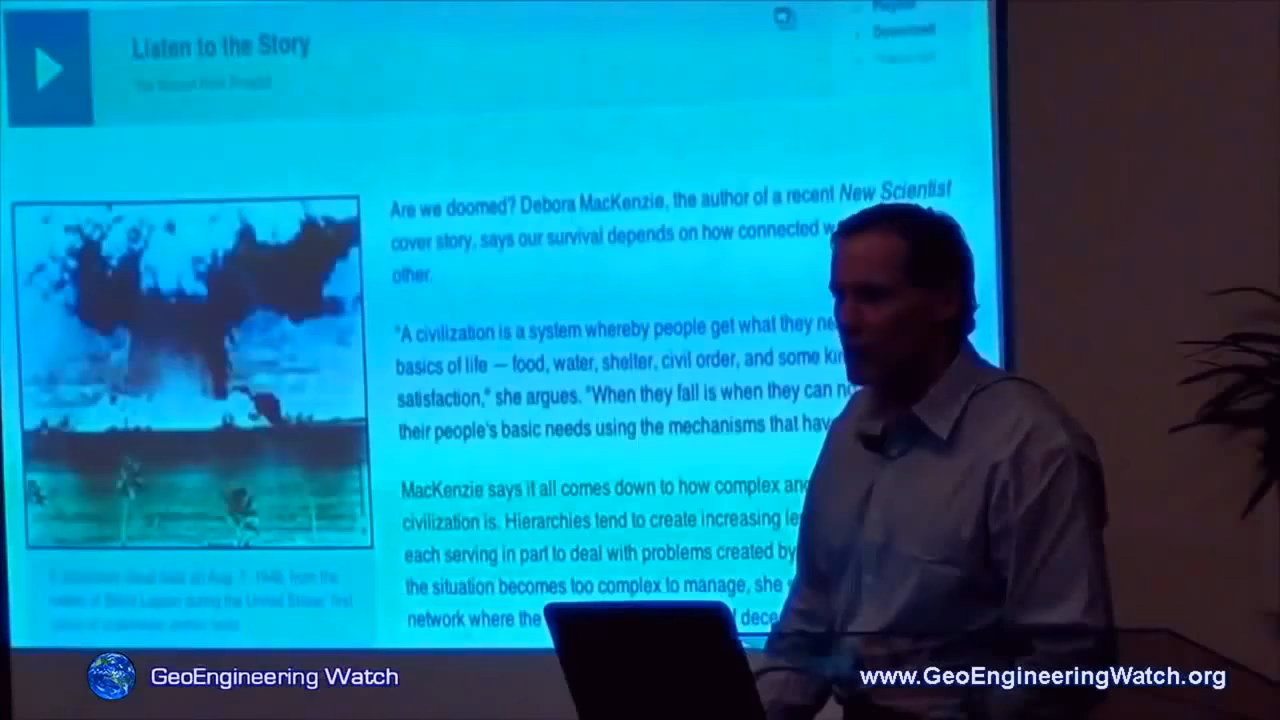 Listen to the Story
Playlist
Download
Are we doomed? Debora MacKenzie, the author of a recent New Scientist
cover story, says our survival depends on how connected w
other.
"A civilization is a system whereby people get what they ne
basics of life — food, water, shelter, civil order, and some kin
satisfaction," she argues. "When they fall is when they can no
their people's basic needs using the mechanisms that hav
MacKenzie says it all comes down to how complex and
civilization is. Hierarchies tend to create increasing le
each serving in part to deal with problems created by
the situation becomes too complex to manage, she
network where the
GeoEngineering Watch
www.GeoEngineeringWatch.org